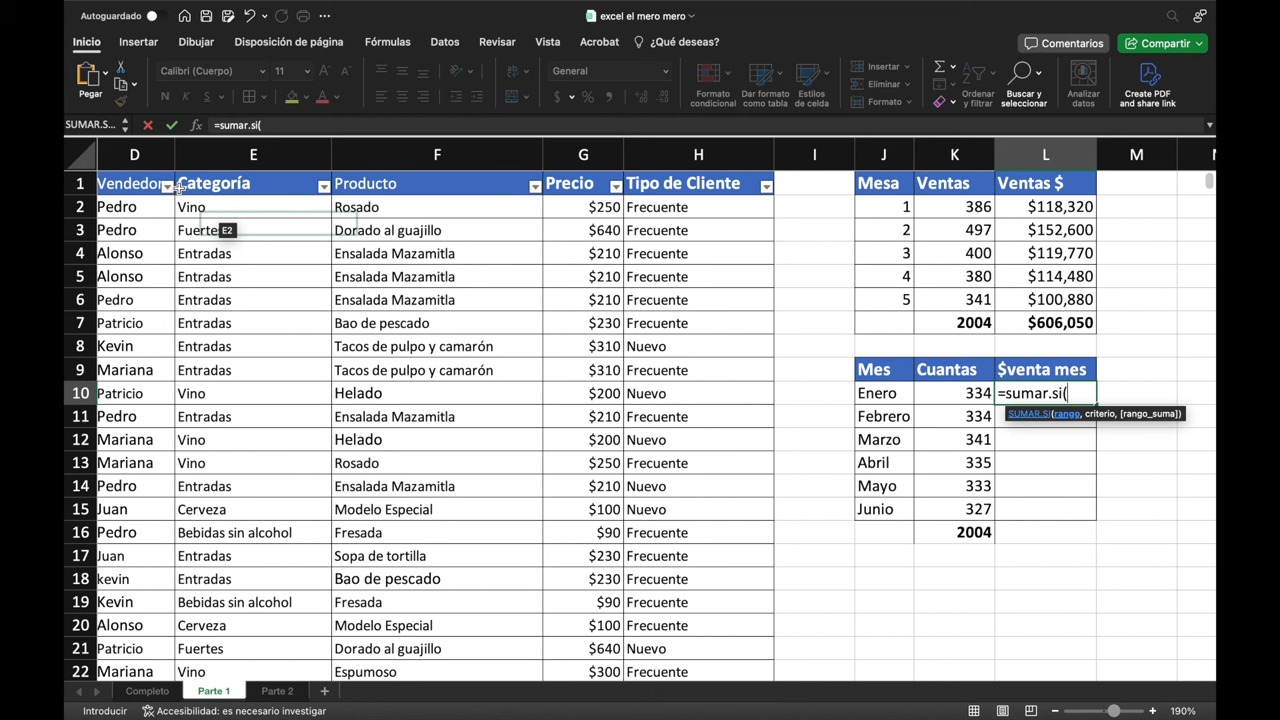 Autoguardado
excel el mero mero
Inicio Insertar Dibujar Disposición de página Fórmulas Datos Revisar Vista Acrobat ¿Qué deseas? Comentarios Compartir
Pegar
Calibri (Cuerpo) 11
N K S
General
$ %
Formato condicional
Dar formato como tabla
Estilos de celda
Insertar
Eliminar
Formato
Ordenar y filtrar
Buscar y seleccionar
Analizar datos
Create PDF and share link
SUMAR.S... fx =sumar.si(
D E F G H I J K L M
1 Vendedor Categoría Producto Precio Tipo de Cliente Mesa Ventas Ventas $
2 Pedro Vino Rosado $250 Frecuente 1 386 $118,320
3 Pedro Fuerte E2 Dorado al guajillo $640 Frecuente 2 497 $152,600
4 Alonso Entradas Ensalada Mazamitla $210 Frecuente 3 400 $119,770
5 Alonso Entradas Ensalada Mazamitla $210 Frecuente 4 380 $114,480
6 Pedro Entradas Ensalada Mazamitla $210 Frecuente 5 341 $100,880
7 Patricio Entradas Bao de pescado $230 Frecuente 2004 $606,050
8 Kevin Entradas Tacos de pulpo y camarón $310 Nuevo
9 Mariana Entradas Tacos de pulpo y camarón $310 Frecuente Mes Cuantas $venta mes
10 Patricio Vino Helado $200 Nuevo Enero 334 =sumar.si(
SUMAR.SI(rango, criterio, [rango_suma])
11 Pedro Entradas Ensalada Mazamitla $210 Frecuente Febrero 334
12 Mariana Vino Helado $200 Nuevo Marzo 341
13 Mariana Vino Rosado $250 Frecuente Abril 335
14 Pedro Entradas Ensalada Mazamitla $210 Nuevo Mayo 333
15 Juan Cerveza Modelo Especial $100 Nuevo Junio 327
16 Pedro Bebidas sin alcohol Fresada $90 Frecuente 2004
17 Juan Entradas Sopa de tortilla $230 Frecuente
18 kevin Entradas Bao de pescado $230 Frecuente
19 Kevin Bebidas sin alcohol Fresada $90 Frecuente
20 Alonso Cerveza Modelo Especial $100 Frecuente
21 Patricio Fuertes Dorado al guajillo $640 Nuevo
22 Mariana Vino Espumoso $300 Frecuente
Completo Parte 1 Parte 2
Introducir Accesibilidad: es necesario investigar 190%